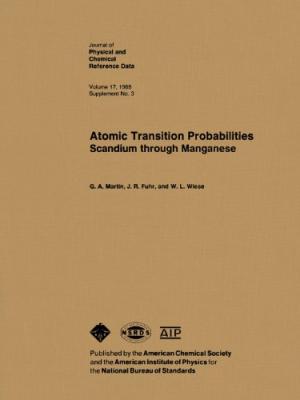 Journal of
Physical and
Chemical
Reference Data
Volume 17, 1988
Supplement No. 3
Atomic Transition Probabilities
Scandium through Manganese
G. A. Martin, J. R. Fuhr, and W. L. Wiese
NSRDS AIP
Published by the American Chemical Society
and the American Institute of Physics for
the National Bureau of Standards